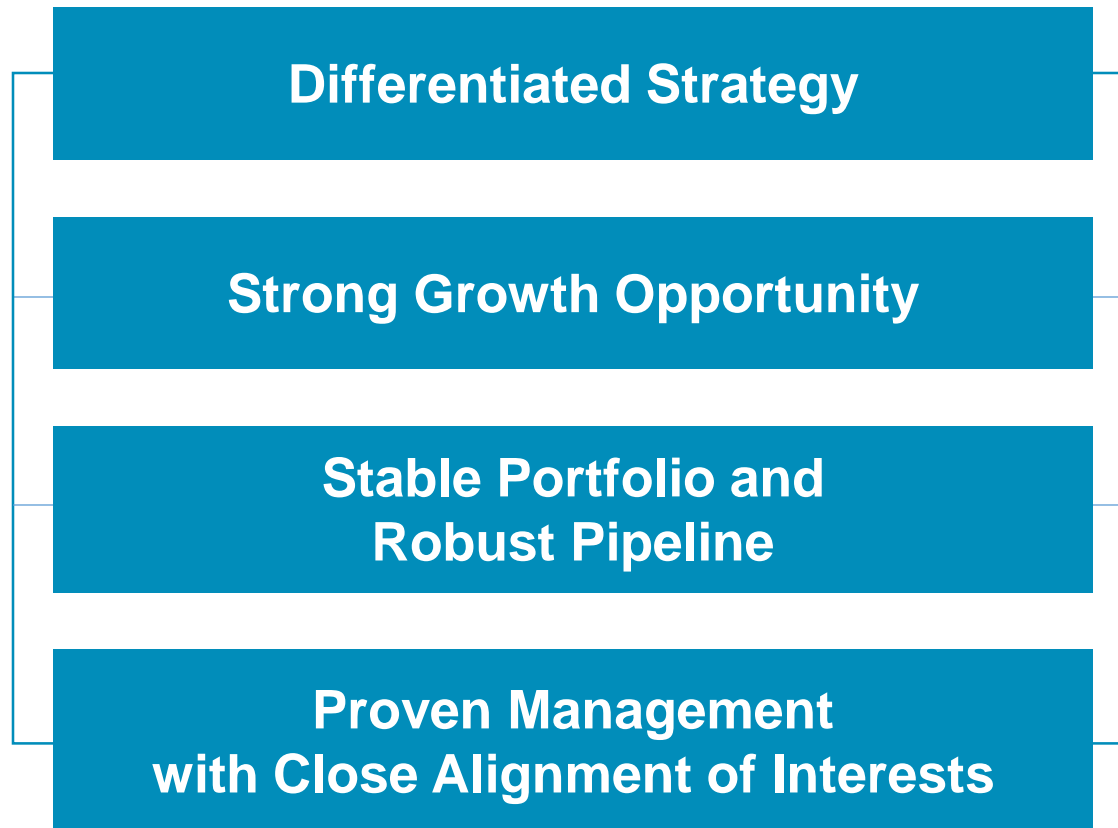 Differentiated Strategy
Strong Growth Opportunity
Stable Portfolio and
Robust Pipeline
Proven Management
with Close Alignment of Interests